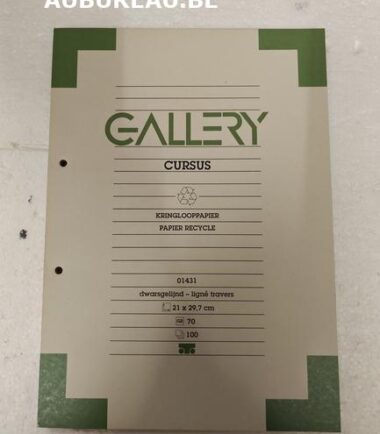 AUBUREAU.BE
GALLERY
CURSUS
KRINGLOOPPAPIER
PAPIER RECYCLE
01431
dwarsgelijnd – ligné travers
21 x 29,7 cm
70
100